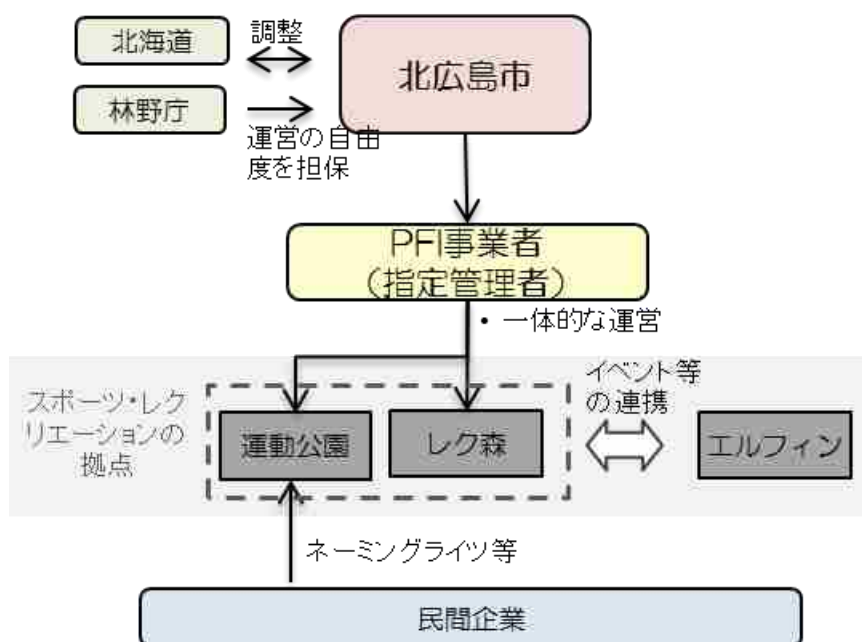 北海道
調整
北広島市
林野庁
運営の自由
度を担保
PFI事業者
（指定管理者）
・一体的な運営
スポーツ・レク
リエーションの
拠点
運動公園
レク森
イベント等
の連携
エルフィン
ネーミングライツ等
民間企業